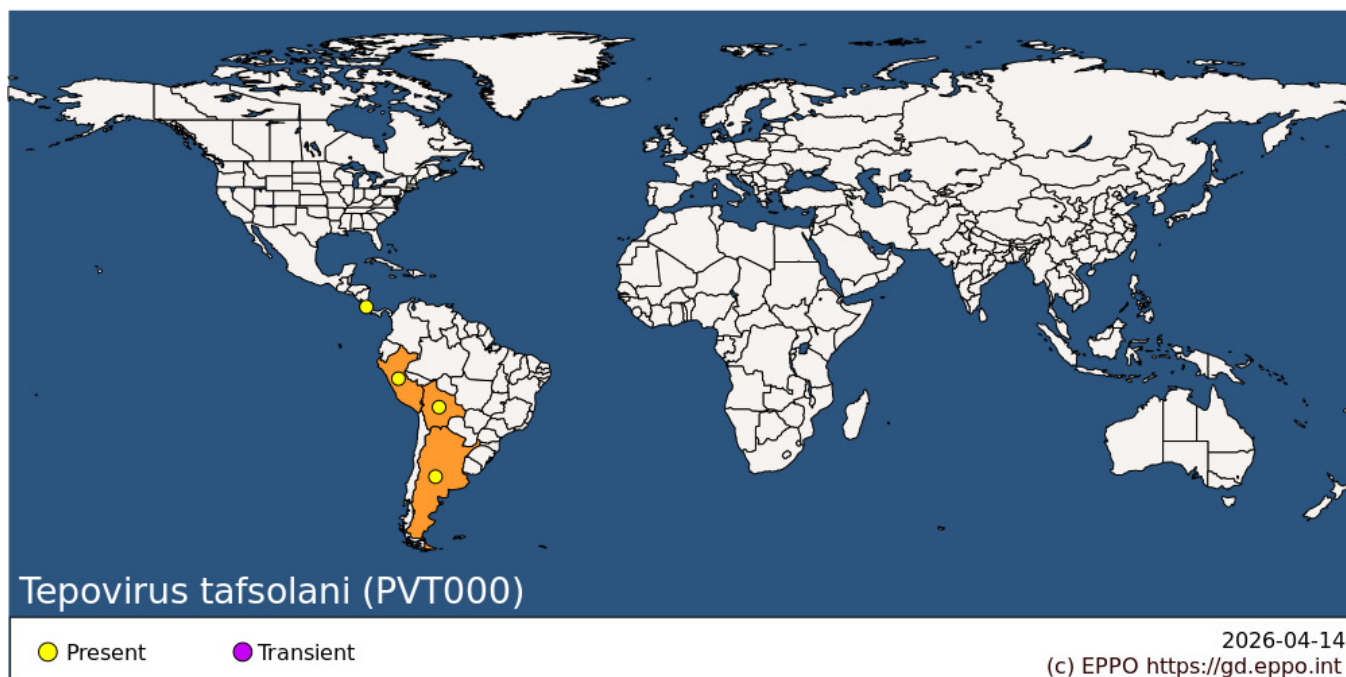 Tepovirus tafsolani (PVT000)
Present
Transient
2026-04-14
(c) EPPO https://gd.eppo.int